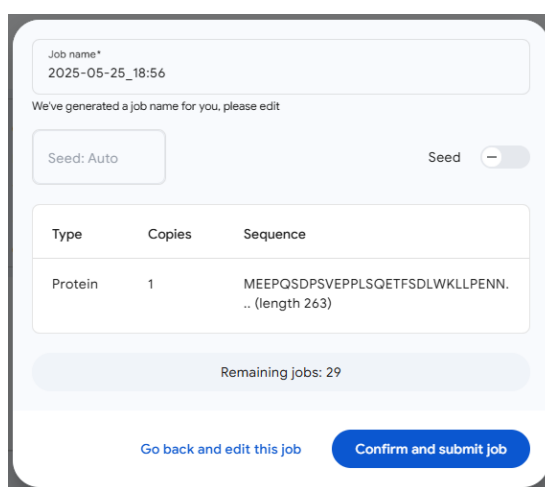 Job name*
2025-05-25_18:56
We've generated a job name for you, please edit
Seed: Auto
Seed
Type Copies Sequence
Protein 1 MEEPQSDPSVEPPLSQETFSDLWKLLPENN.
.. (length 263)
Remaining jobs: 29
Go back and edit this job Confirm and submit job